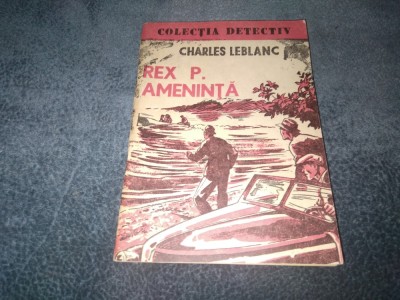 COLECȚIA DETECTIV
CHARLES LEBLANC
REX P.
AMENINȚĂ